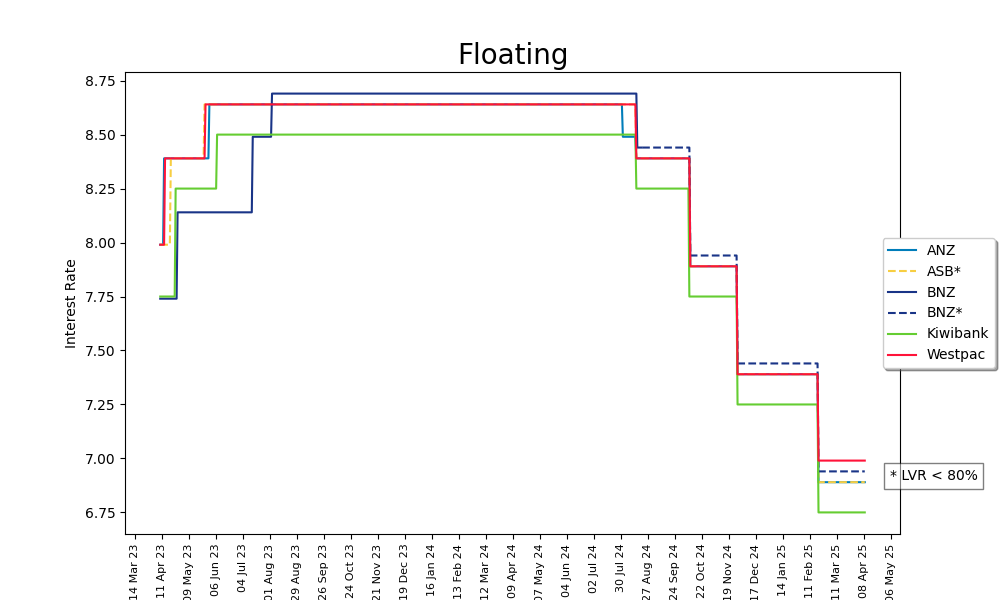 Floating
Interest Rate
8.75
8.50
8.25
8.00
7.75
7.50
7.25
7.00
6.75
ANZ
ASB*
BNZ
BNZ*
Kiwibank
Westpac
* LVR < 80%
14 Mar 23
11 Apr 23
09 May 23
06 Jun 23
04 Jul 23
01 Aug 23
29 Aug 23
26 Sep 23
24 Oct 23
21 Nov 23
19 Dec 23
16 Jan 24
13 Feb 24
12 Mar 24
09 Apr 24
07 May 24
04 Jun 24
02 Jul 24
30 Jul 24
27 Aug 24
24 Sep 24
22 Oct 24
19 Nov 24
17 Dec 24
14 Jan 25
11 Feb 25
11 Mar 25
08 Apr 25
06 May 25